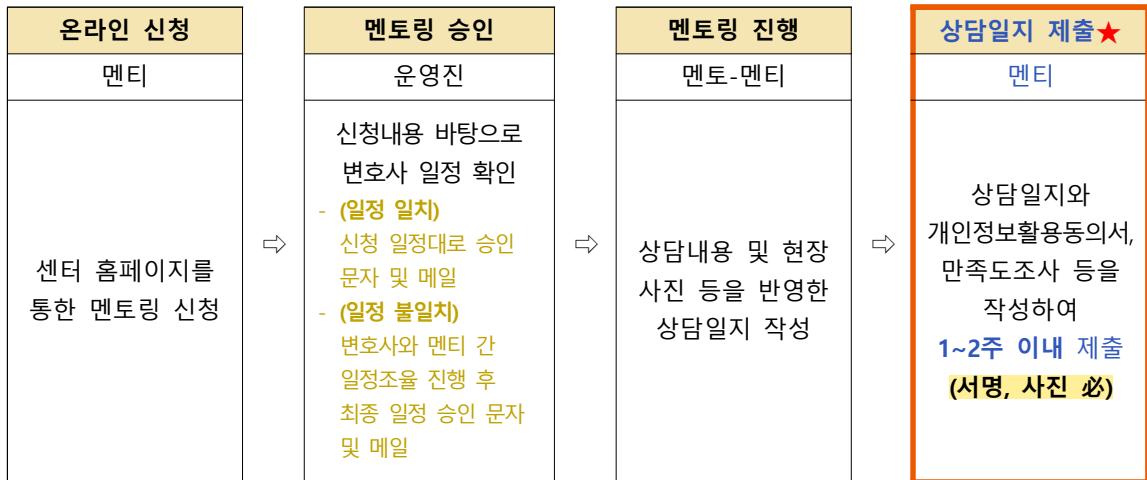 온라인 신청
멘티
센터 홈페이지를
통한 멘토링 신청
⇨
멘토링 승인
운영진
신청내용 바탕으로
변호사 일정 확인
- (일정 일치)
신청 일정대로 승인
문자 및 메일
- (일정 불일치)
변호사와 멘티 간
일정조율 진행 후
최종 일정 승인 문자
및 메일
⇨
멘토링 진행
멘토-멘티
상담내용 및 현장
사진 등을 반영한
상담일지 작성
⇨
상담일지 제출★
멘티
상담일지와
개인정보활용동의서,
만족도조사 등을
작성하여
1~2주 이내 제출
(서명, 사진 必)